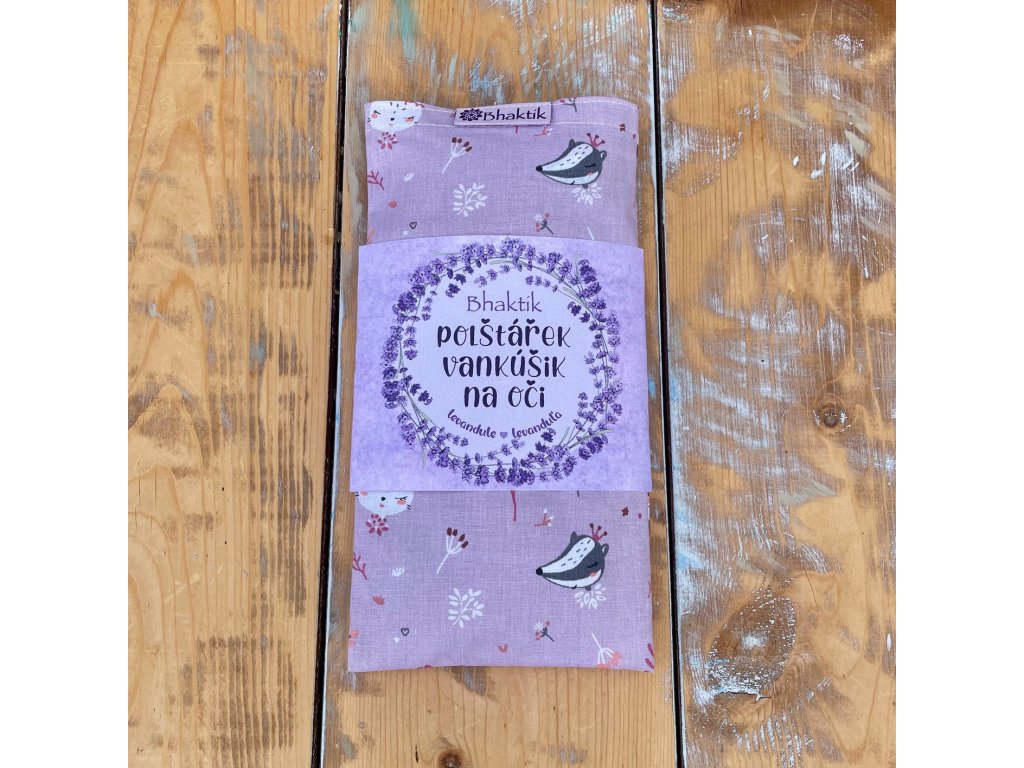 Bhaktik
Bhaktik
polštářek
vankúšik
na oči
levandule levanduľa